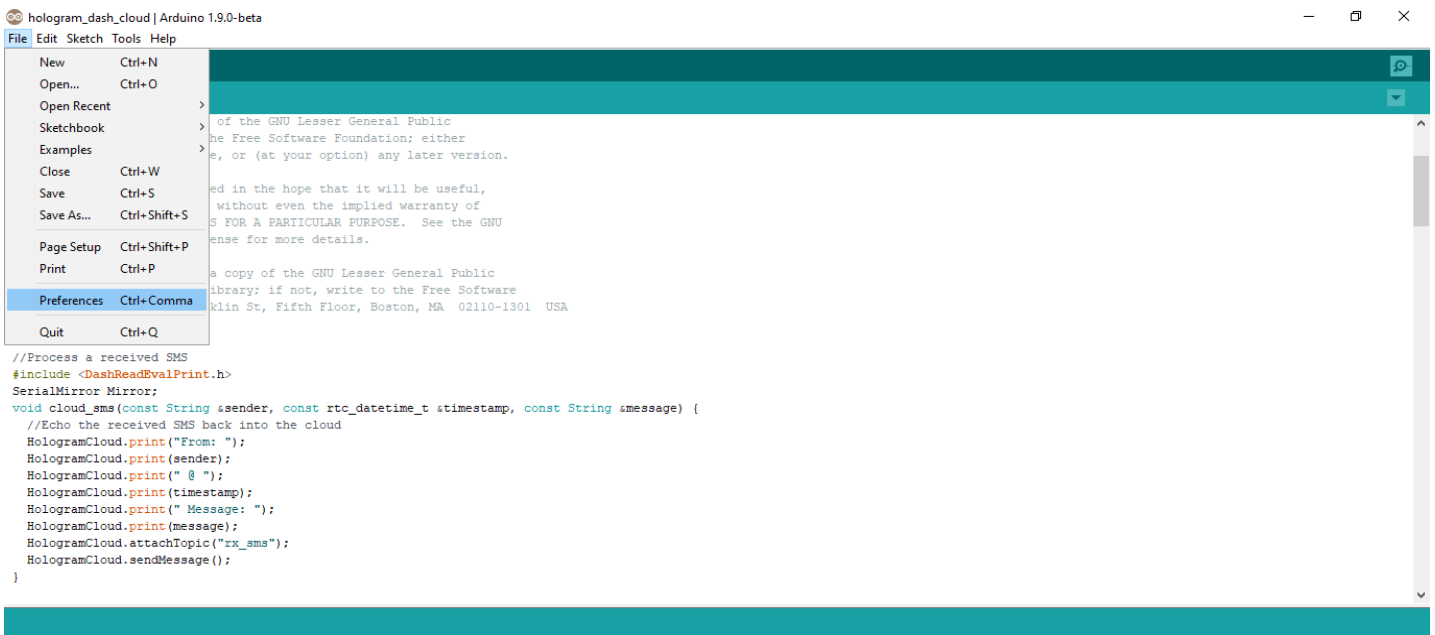 hologram_dash_cloud | Arduino 1.9.0-beta
File Edit Sketch Tools Help
New Ctrl+N
Open... Ctrl+O
Open Recent
Sketchbook
Examples
Close Ctrl+W
Save Ctrl+S
Save As... Ctrl+Shift+S
Page Setup Ctrl+Shift+P
Print Ctrl+P
Preferences Ctrl+Comma
Quit Ctrl+Q
of the GNU Lesser General Public
he Free Software Foundation; either
e, or (at your option) any later version.
ed in the hope that it will be useful,
without even the implied warranty of
S FOR A PARTICULAR PURPOSE.  See the GNU
ense for more details.
a copy of the GNU Lesser General Public
ibrary; if not, write to the Free Software
klin St, Fifth Floor, Boston, MA  02110-1301  USA
//Process a received SMS
#include <DashReadEvalPrint.h>
SerialMirror Mirror;
void cloud_sms(const String &sender, const rtc_datetime_t &timestamp, const String &message) {
//Echo the received SMS back into the cloud
HologramCloud.print("From: ");
HologramCloud.print(sender);
HologramCloud.print(" @ ");
HologramCloud.print(timestamp);
HologramCloud.print(" Message: ");
HologramCloud.print(message);
HologramCloud.attachTopic("rx_sms");
HologramCloud.sendMessage();
}